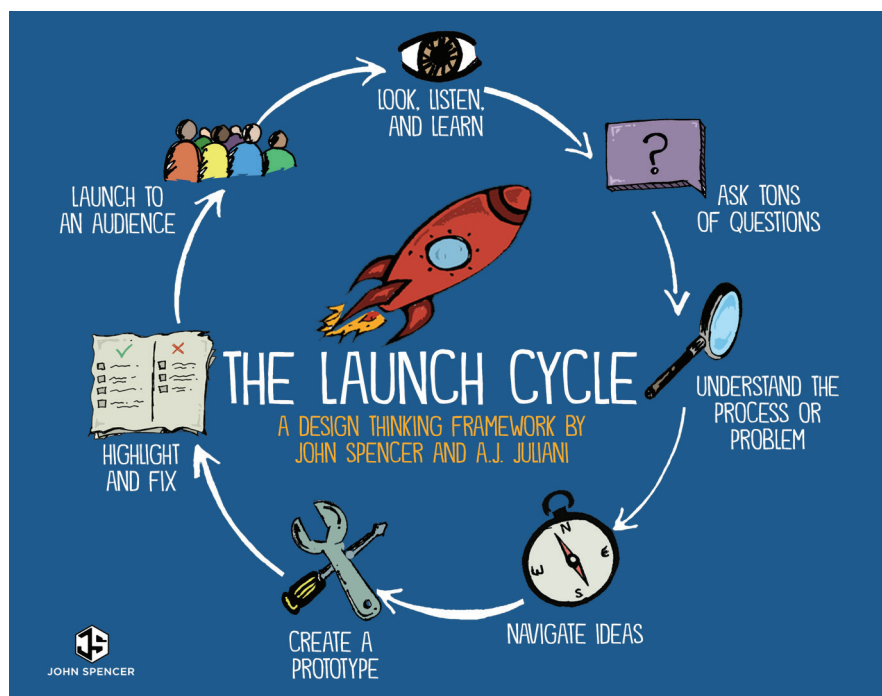 LOOK, LISTEN,
AND LEARN
?
ASK TONS
OF QUESTIONS
UNDERSTAND THE
PROCESS OR
PROBLEM
N
E
S
W
NAVIGATE IDEAS
CREATE A
PROTOTYPE
HIGHLIGHT
AND FIX
LAUNCH TO
AN AUDIENCE
THE LAUNCH CYCLE
A DESIGN THINKING FRAMEWORK BY
JOHN SPENCER AND A.J. JULIANI
JS
JOHN SPENCER